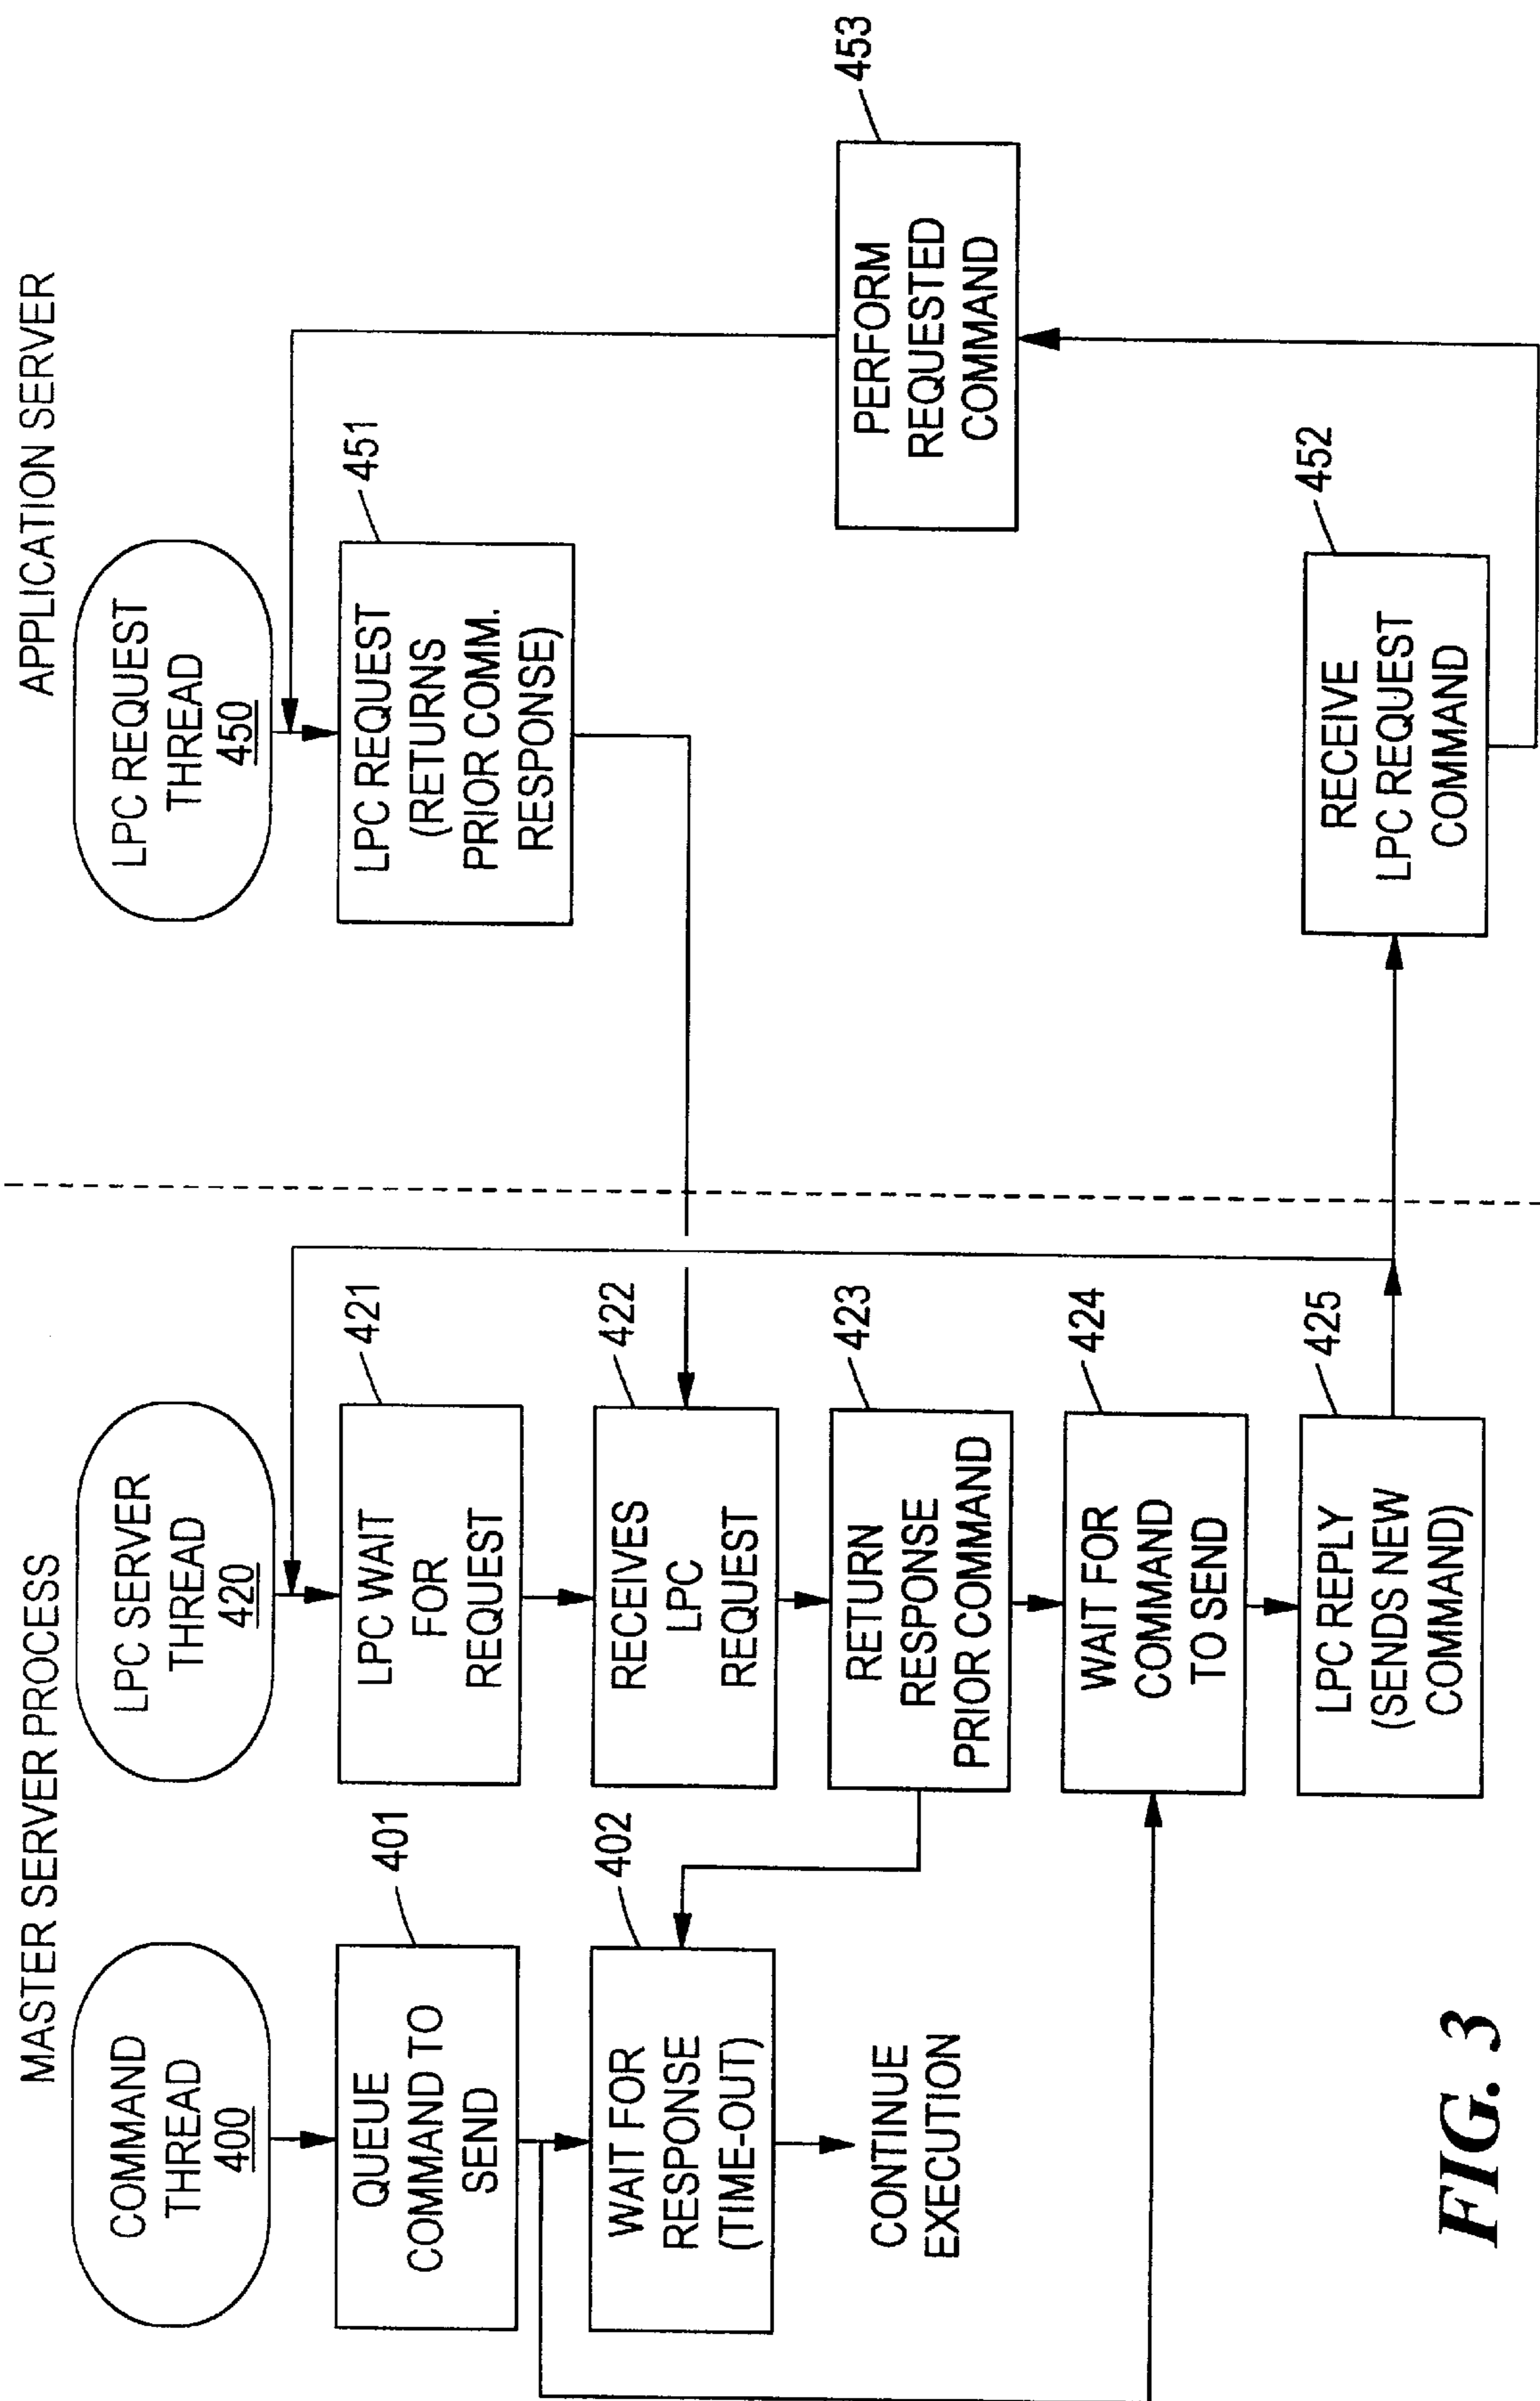 MASTER SERVER PROCESS
APPLICATION SERVER
COMMAND
THREAD
400
QUEUE
COMMAND TO
SEND
401
WAIT FOR
RESPONSE
(TIME-OUT)
402
CONTINUE
EXECUTION
LPC SERVER
THREAD
420
LPC WAIT
FOR
REQUEST
421
RECEIVES
LPC
REQUEST
422
RETURN
RESPONSE
PRIOR COMMAND
423
WAIT FOR
COMMAND
TO SEND
424
LPC REPLY
(SENDS NEW
COMMAND)
425
LPC REQUEST
THREAD
450
LPC REQUEST
(RETURNS
PRIOR COMM.
RESPONSE)
451
RECEIVE
LPC REQUEST
COMMAND
452
PERFORM
REQUESTED
COMMAND
453
FIG. 3